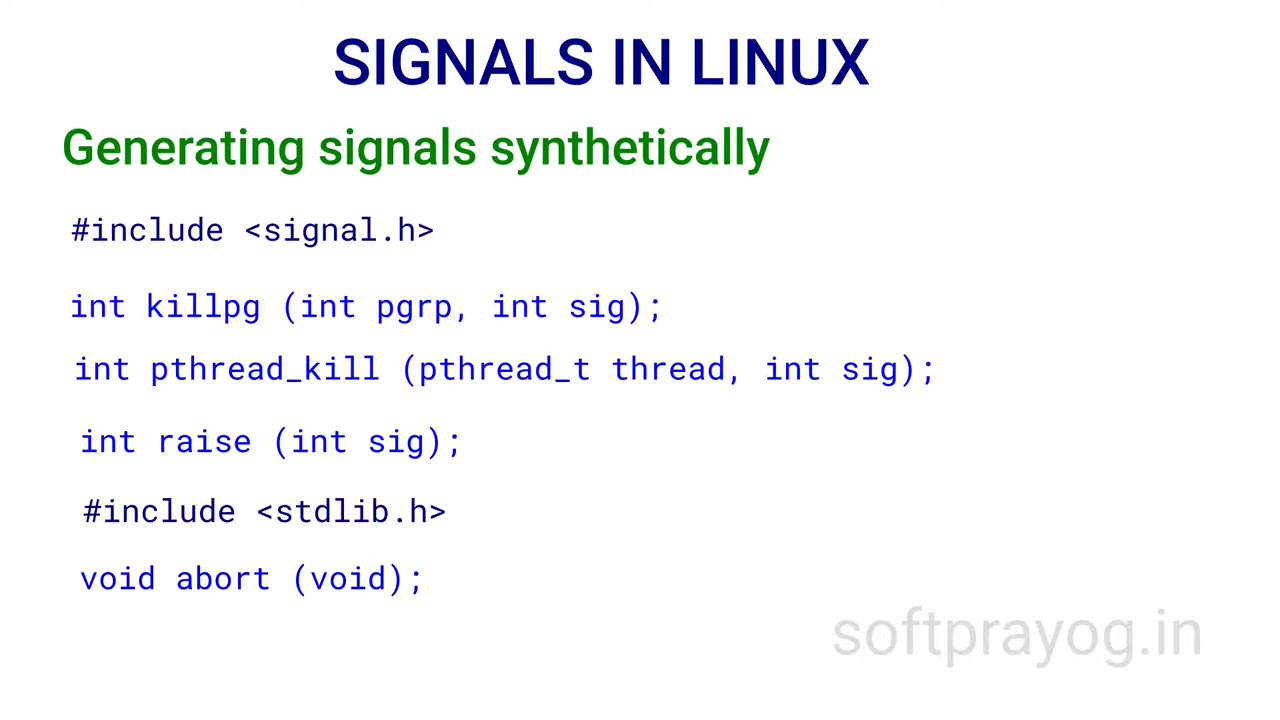 SIGNALS IN LINUX
Generating signals synthetically
#include <signal.h>
int killpg (int pgrp, int sig);
int pthread_kill (pthread_t thread, int sig);
int raise (int sig);
#include <stdlib.h>
void abort (void);
softprayog.in